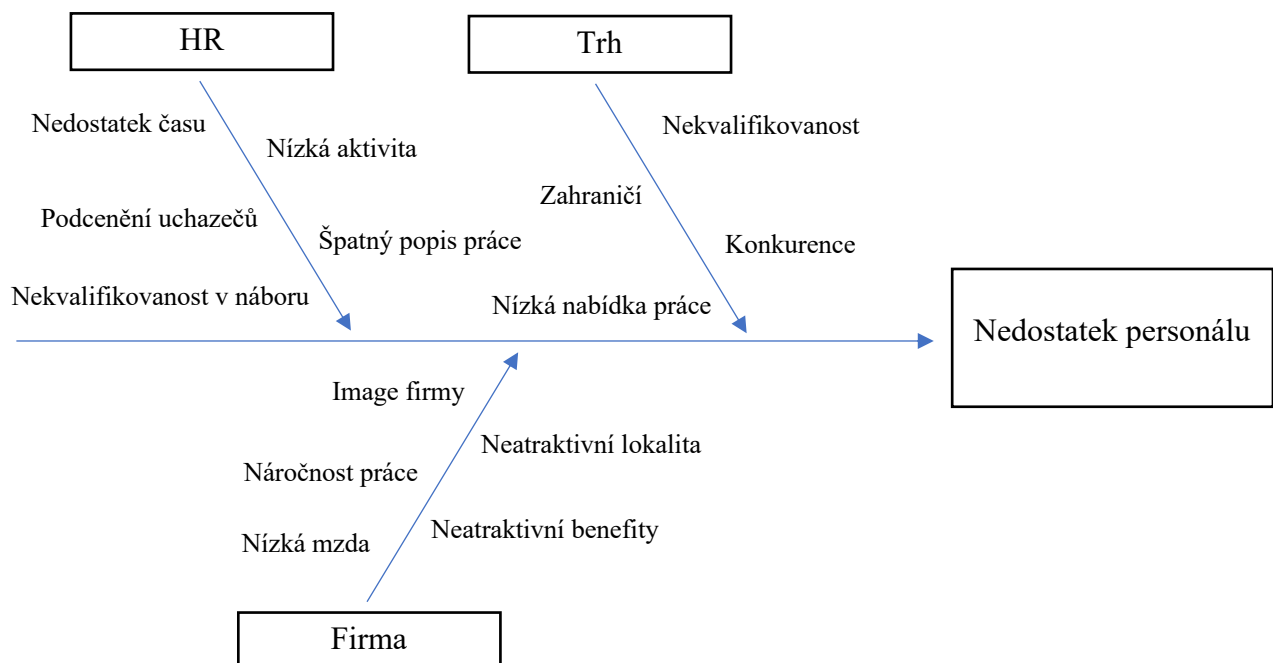 HR
Trh
Nedostatek času
Nekvalifikovanost
Nízká aktivita
Zahraničí
Podcenění uchazečů
Špatný popis práce
Konkurence
Nekvalifikovanost v náboru
Nízká nabídka práce
Nedostatek personálu
Image firmy
Neatraktivní lokalita
Náročnost práce
Neatraktivní benefity
Nízká mzda
Firma